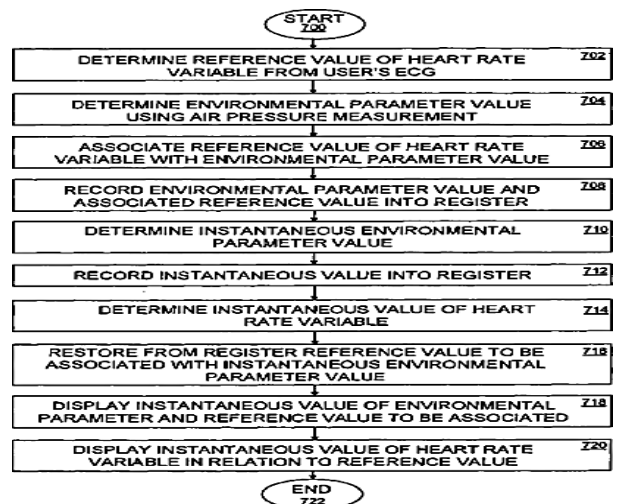 START
700
DETERMINE REFERENCE VALUE OF HEART RATE 702
VARIABLE FROM USER'S ECG
DETERMINE ENVIRONMENTAL PARAMETER VALUE 704
USING AIR PRESSURE MEASUREMENT
ASSOCIATE REFERENCE VALUE OF HEART RATE 706
VARIABLE WITH ENVIRONMENTAL PARAMETER VALUE
RECORD ENVIRONMENTAL PARAMETER VALUE AND 708
ASSOCIATED REFERENCE VALUE INTO REGISTER
DETERMINE INSTANTANEOUS ENVIRONMENTAL 710
PARAMETER VALUE
RECORD INSTANTANEOUS VALUE INTO REGISTER 712
DETERMINE INSTANTANEOUS VALUE OF HEART 714
RATE VARIABLE
RESTORE FROM REGISTER REFERENCE VALUE TO BE 716
ASSOCIATED WITH INSTANTANEOUS ENVIRONMENTAL
PARAMETER VALUE
DISPLAY INSTANTANEOUS VALUE OF ENVIRONMENTAL 718
PARAMETER AND REFERENCE VALUE TO BE ASSOCIATED
DISPLAY INSTANTANEOUS VALUE OF HEART RATE 720
VARIABLE IN RELATION TO REFERENCE VALUE
END
722